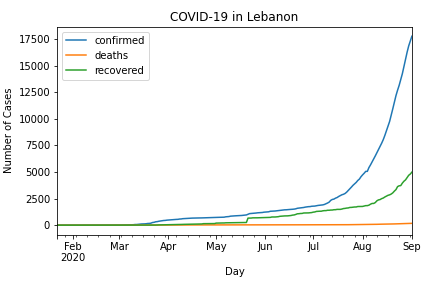 COVID-19 in Lebanon
17500
15000
12500
10000
7500
5000
2500
0
Number of Cases
confirmed
deaths
recovered
Feb Mar Apr May Jun Jul Aug Sep
2020
Day